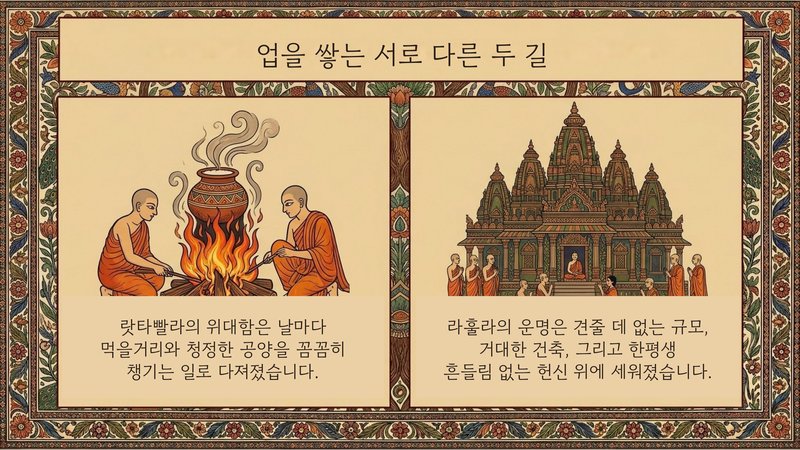 업을 쌓는 서로 다른 두 길
랏타빨라의 위대함은 날마다
먹을거리와 청정한 공양을 꼼꼼히
챙기는 일로 다져졌습니다.
라훌라의 운명은 견줄 데 없는 규모,
거대한 건축, 그리고 한평생
흔들림 없는 헌신 위에 세워졌습니다.